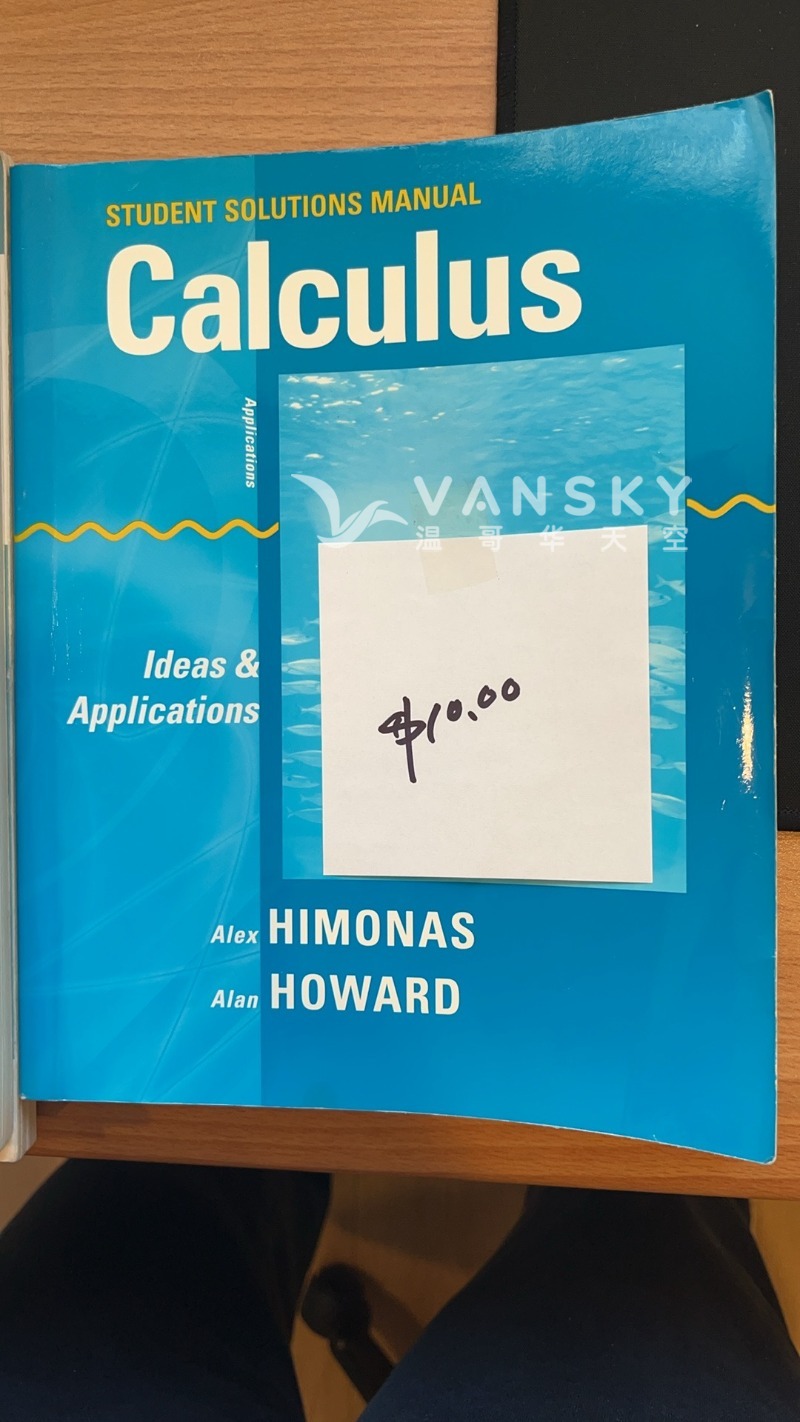 STUDENT SOLUTIONS MANUAL
Calculus
Applications
VANSKY
温哥华天空
Ideas &
Applications
$10.00
Alex HIMONAS
Alan HOWARD